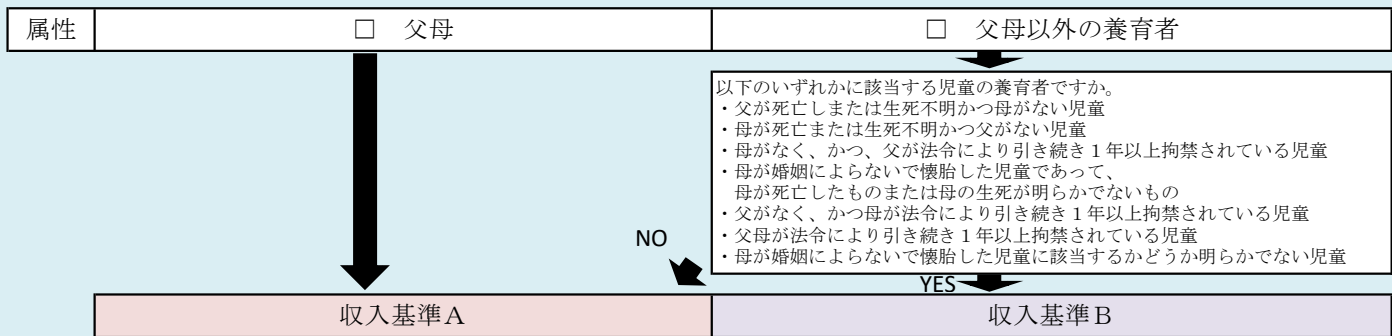 属性
□ 父母
□ 父母以外の養育者
以下のいずれかに該当する児童の養育者ですか。
・父が死亡しまたは生死不明かつ母がない児童
・母が死亡または生死不明かつ父がない児童
・母がなく、かつ、父が法令により引き続き１年以上拘禁されている児童
・母が婚姻によらないで懐胎した児童であって、
母が死亡したものまたは母の生死が明らかでないもの
・父がなく、かつ母が法令により引き続き１年以上拘禁されている児童
・父母が法令により引き続き１年以上拘禁されている児童
・母が婚姻によらないで懐胎した児童に該当するかどうか明らかでない児童
NO
YES
収入基準Ａ
収入基準Ｂ